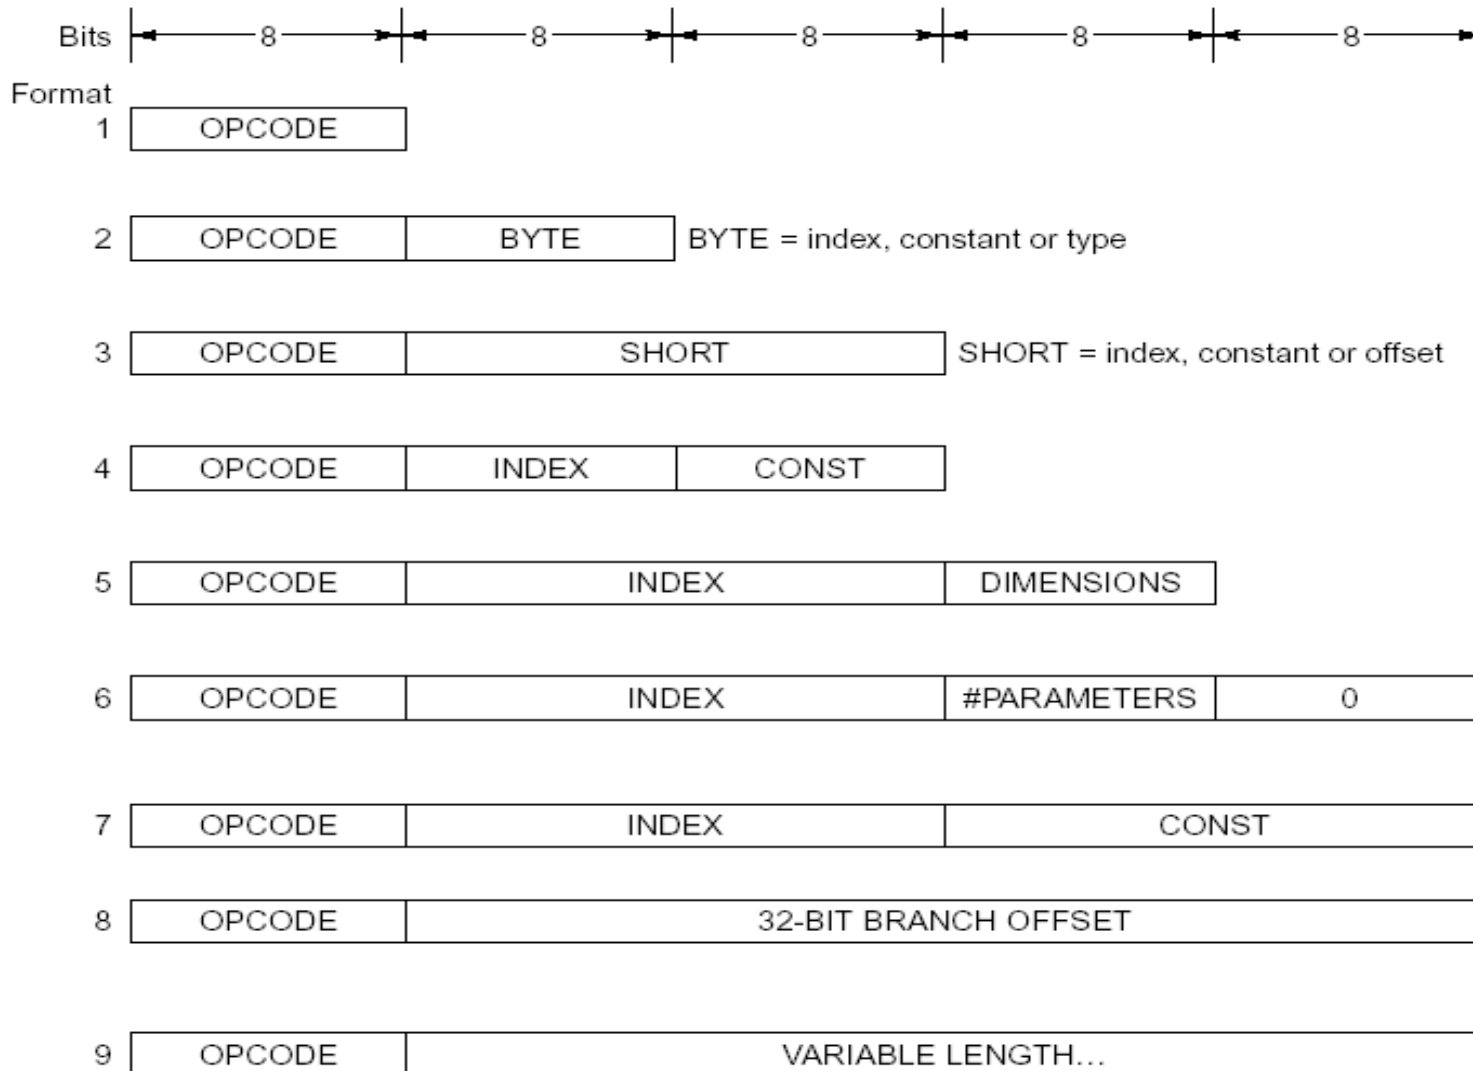 Bits 8 8 8 8 8
Format
1 OPCODE
2 OPCODE BYTE BYTE = index, constant or type
3 OPCODE SHORT SHORT = index, constant or offset
4 OPCODE INDEX CONST
5 OPCODE INDEX DIMENSIONS
6 OPCODE INDEX #PARAMETERS 0
7 OPCODE INDEX CONST
8 OPCODE 32-BIT BRANCH OFFSET
9 OPCODE VARIABLE LENGTH…